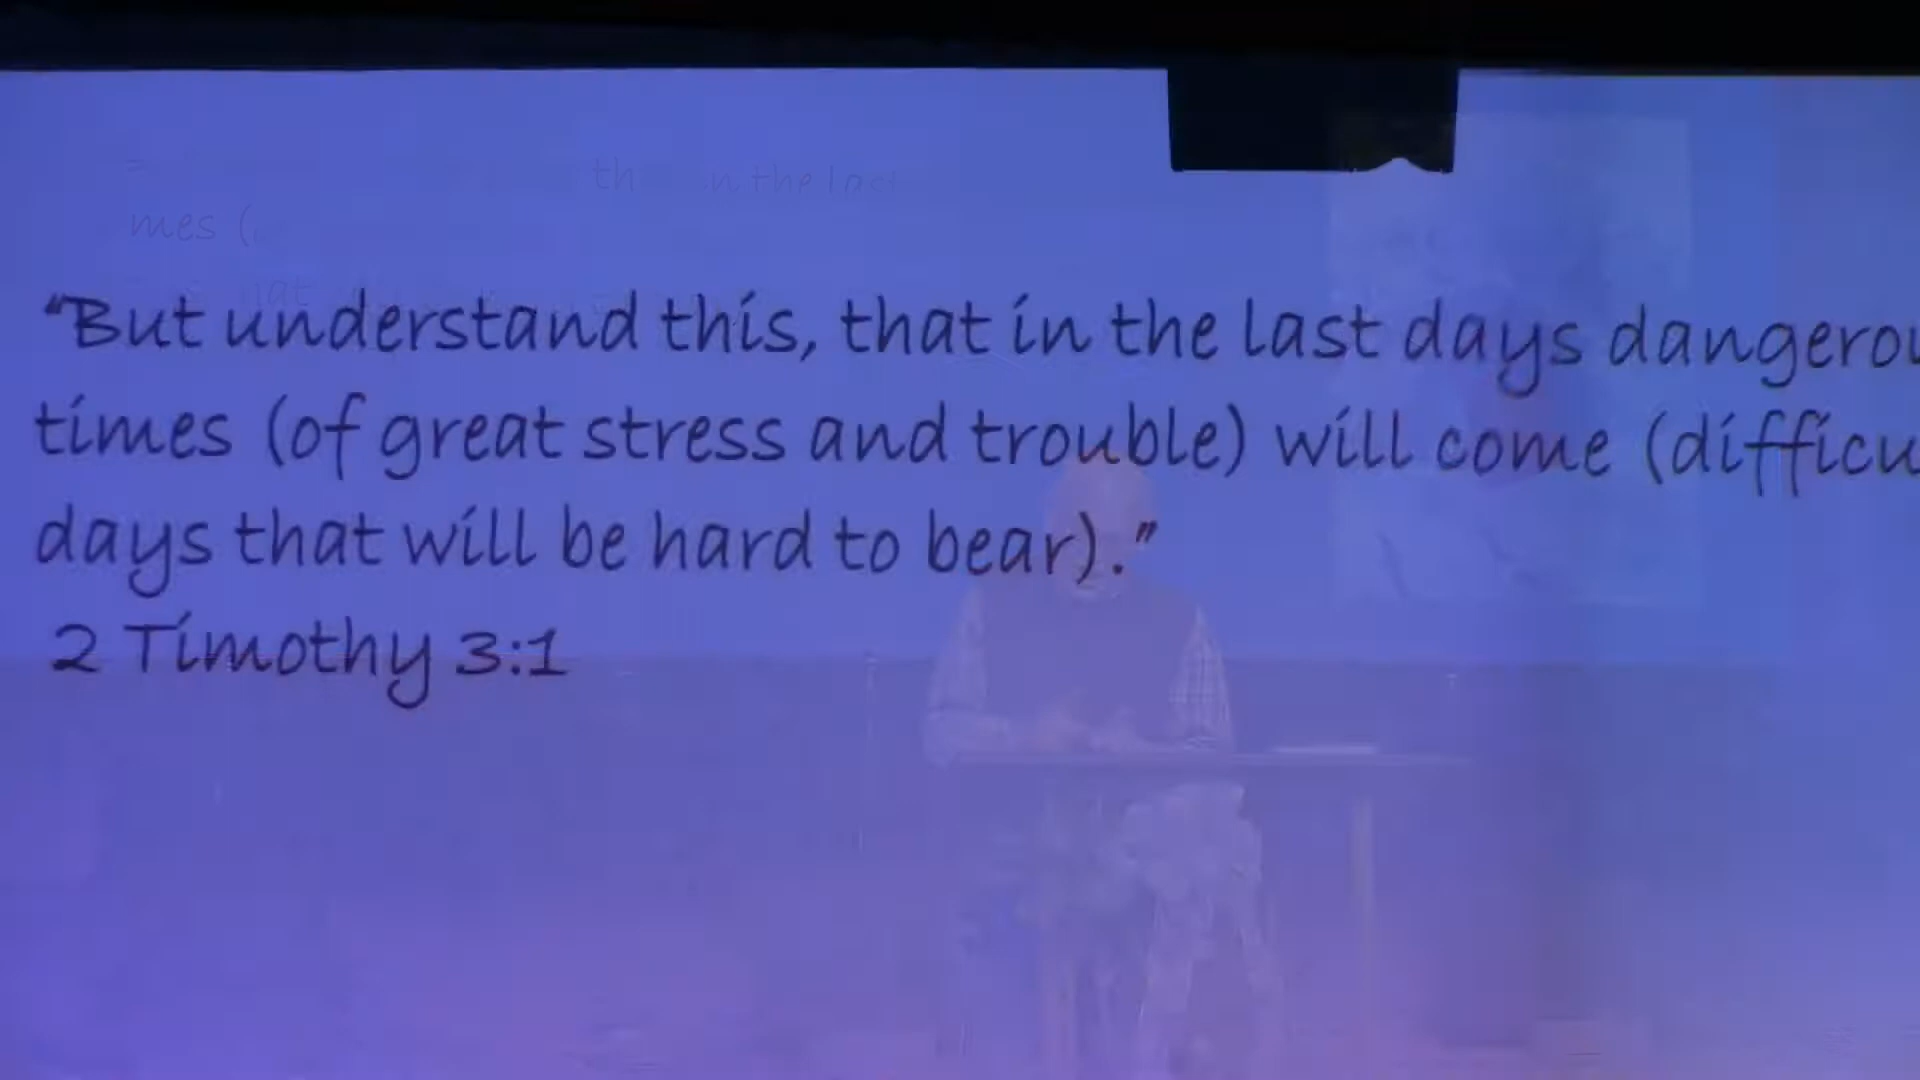 “But understand this, that in the last days dangerou
times (of great stress and trouble) will come (difficu
days that will be hard to bear).”
2 Timothy 3:1